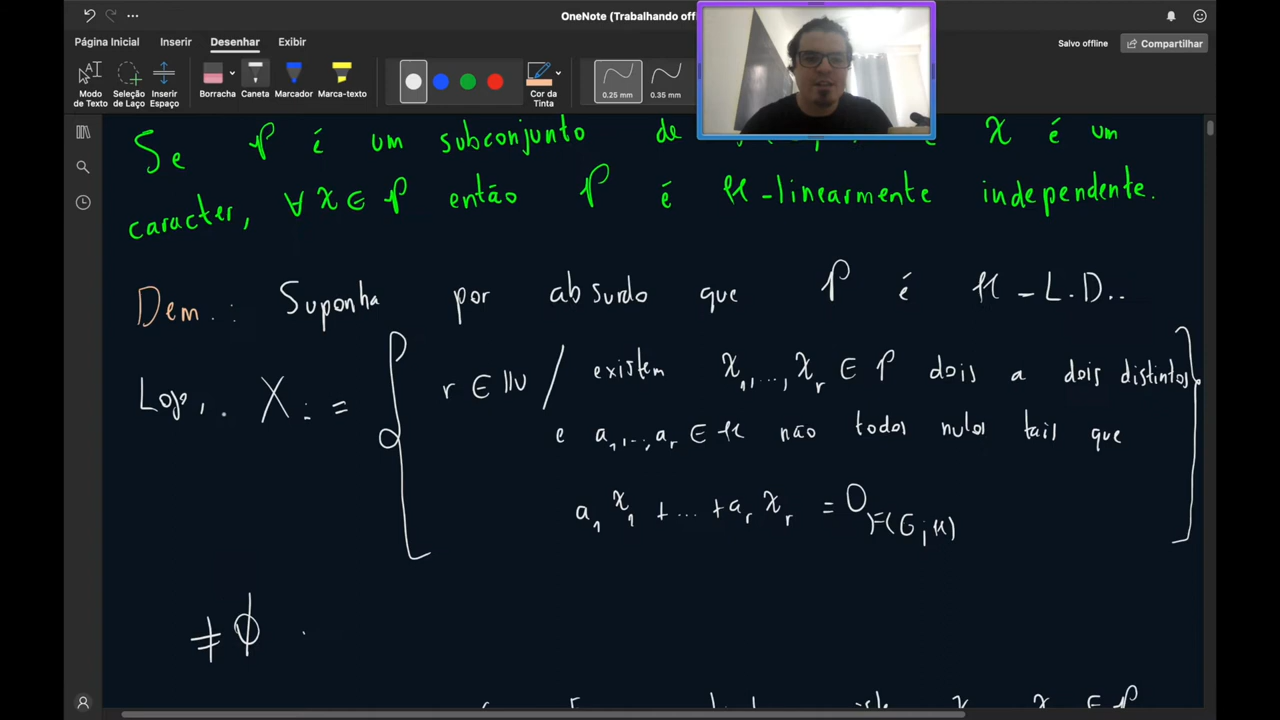 OneNote (Trabalhando off
Página Inicial Inserir Desenhar Exibir
Salvo offline Compartilhar
Modo de Texto Seleção de Laço Inserir Espaço Borracha Caneta Marcador Marca-texto Cor da Tinta 0.25 mm 0.35 mm
Se P é um subconjunto de χ é um
caracter, ∀ χ ∈ P então P é K-linearmente independente.
Dem.: Suponha por absurdo que P é K-L.D..
Logo, X := { r ∈ ℕ / existem χ₁,...,χᵣ ∈ P dois a dois distintos
e a₁,...,aᵣ ∈ K não todos nulos tais que
a₁χ₁ + ... + aᵣχᵣ = 0_F(G;K) }
≠ ∅